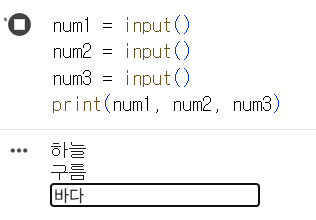 num1 = input()
num2 = input()
num3 = input()
print(num1, num2, num3)
하늘
구름
바다